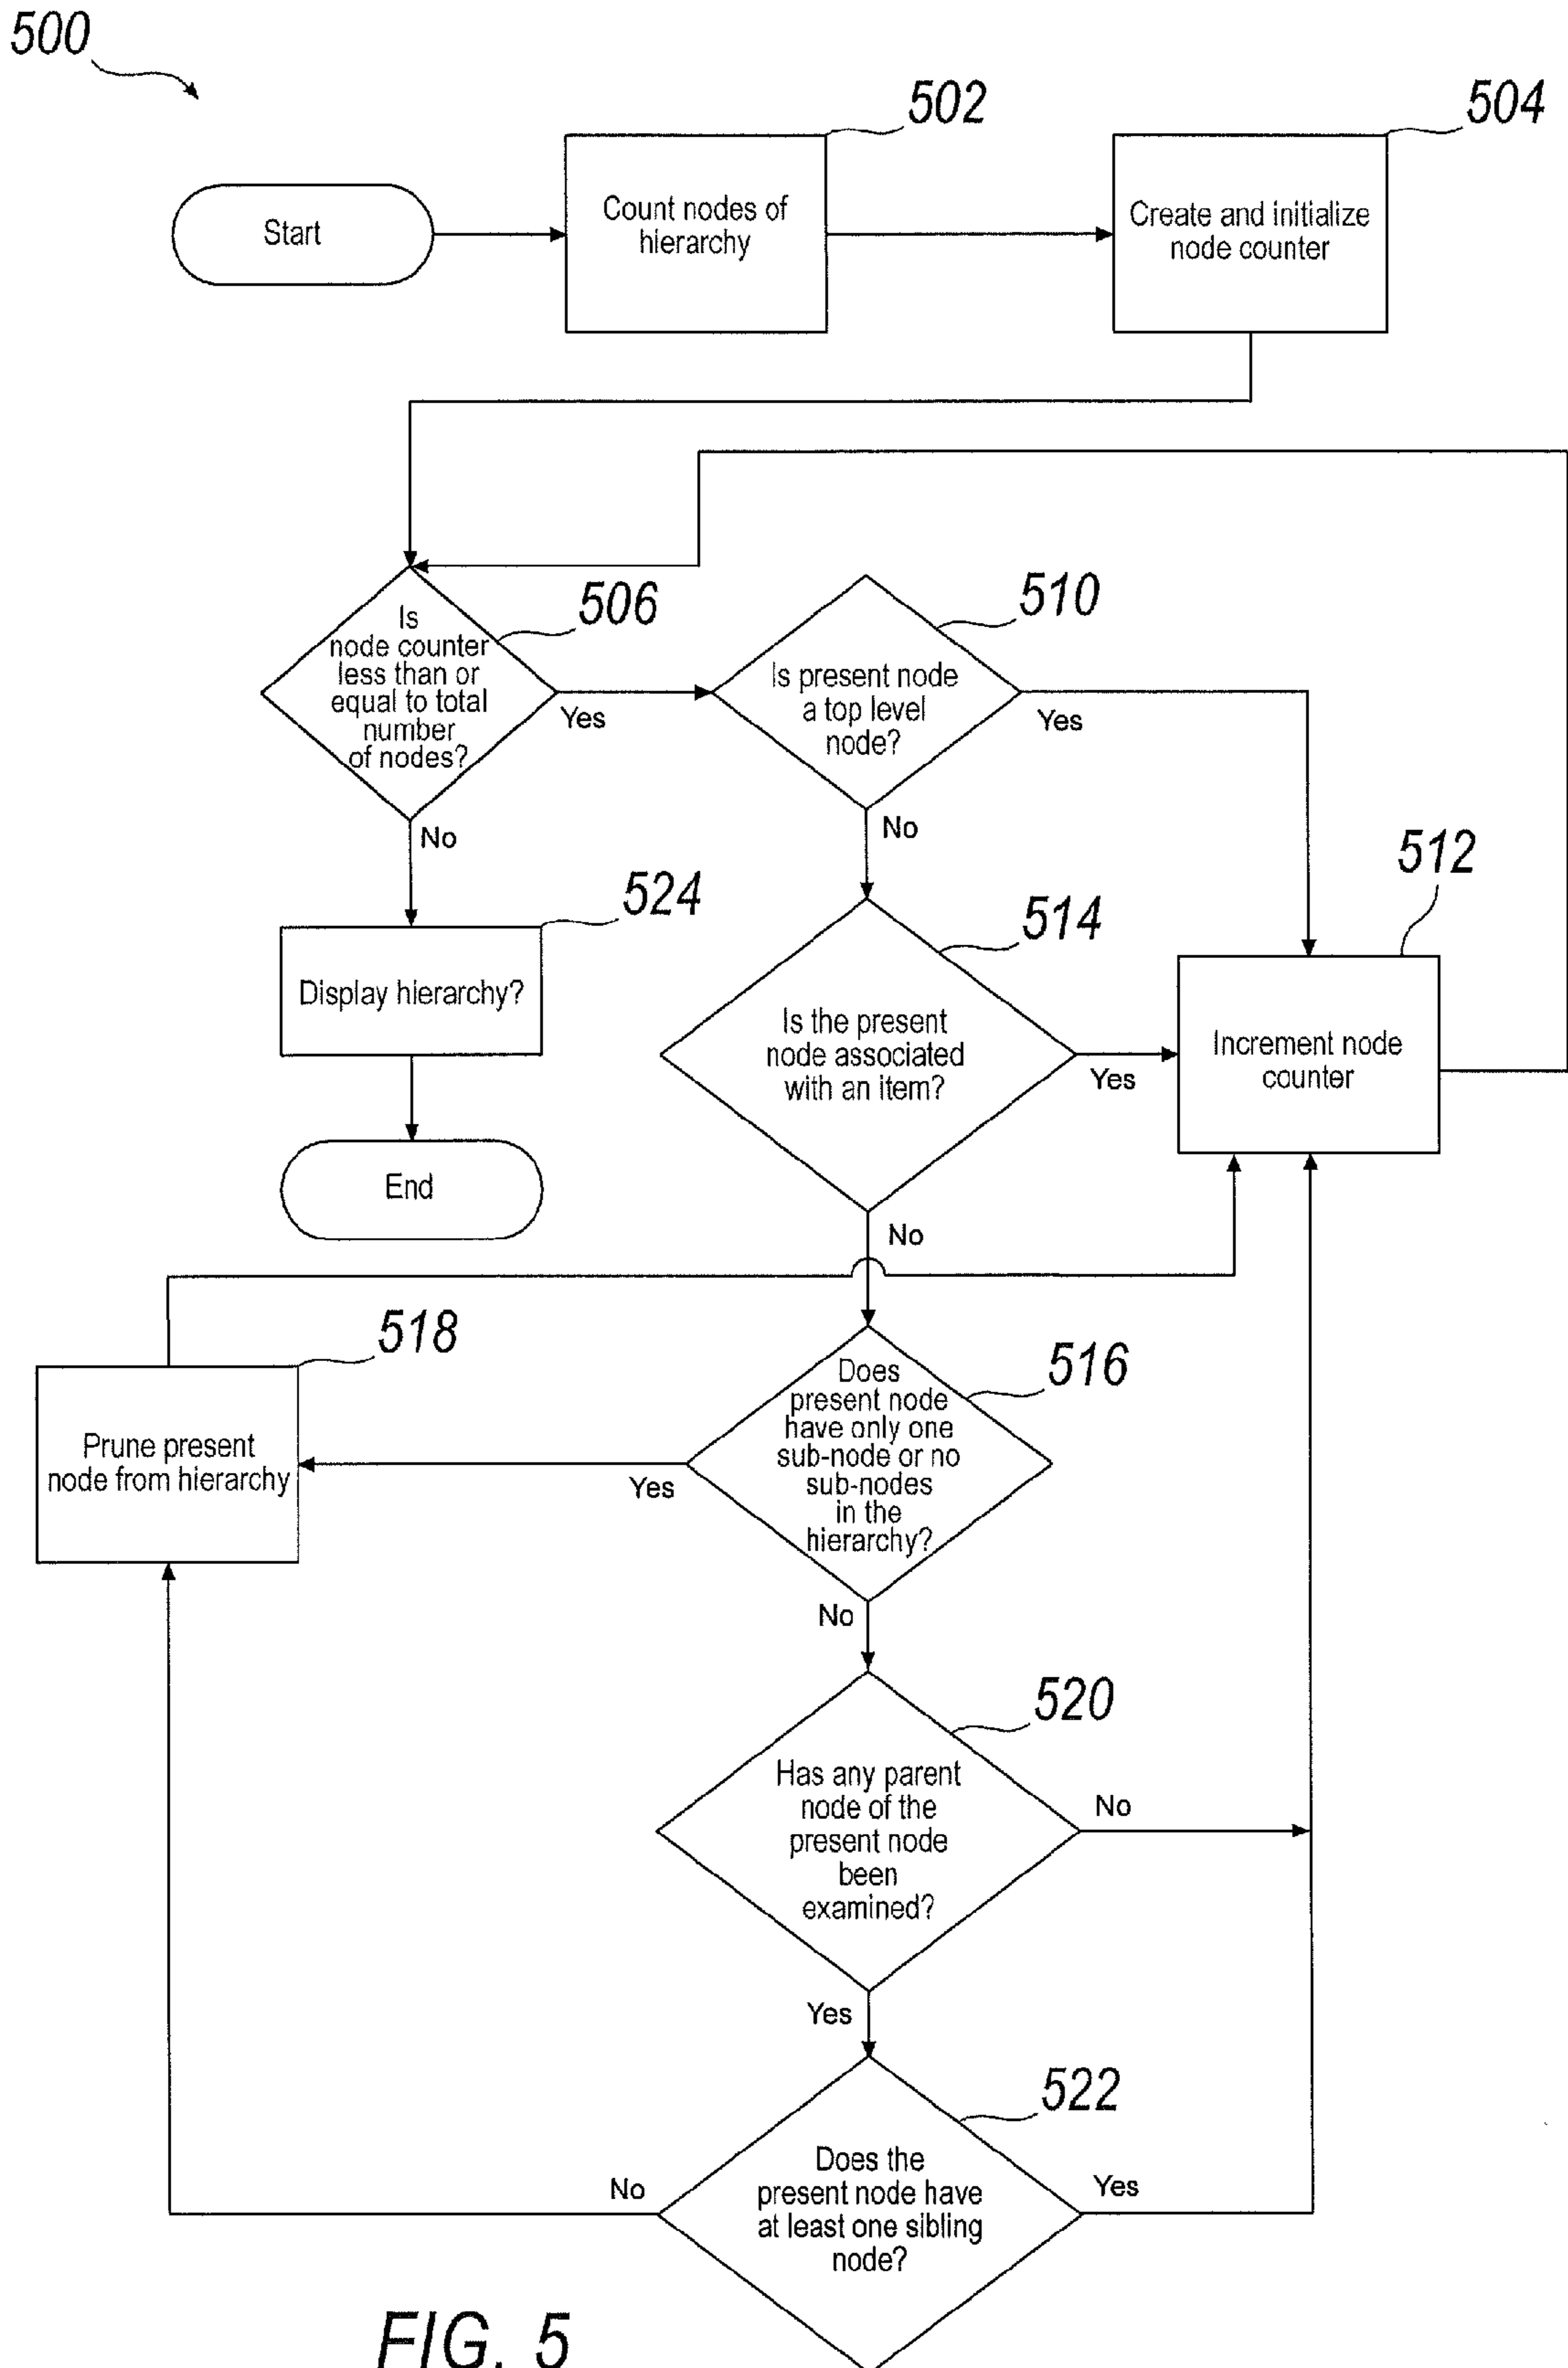 500
502
504
Start
Count nodes of
hierarchy
Create and initialize
node counter
506
510
Is
node counter
less than or
equal to total
number
of nodes?
Yes
Is present node
a top level
node?
Yes
No
No
512
524
514
Display hierarchy?
Is the present
node associated
with an item?
Yes
Increment node
counter
End
No
518
516
Prune present
node from hierarchy
Yes
Does
present node
have only one
sub-node or no
sub-nodes
in the
hierarchy?
No
520
Has any parent
node of the
present node
been
examined?
No
Yes
522
No
Does the
present node have
at least one sibling
node?
Yes
FIG. 5